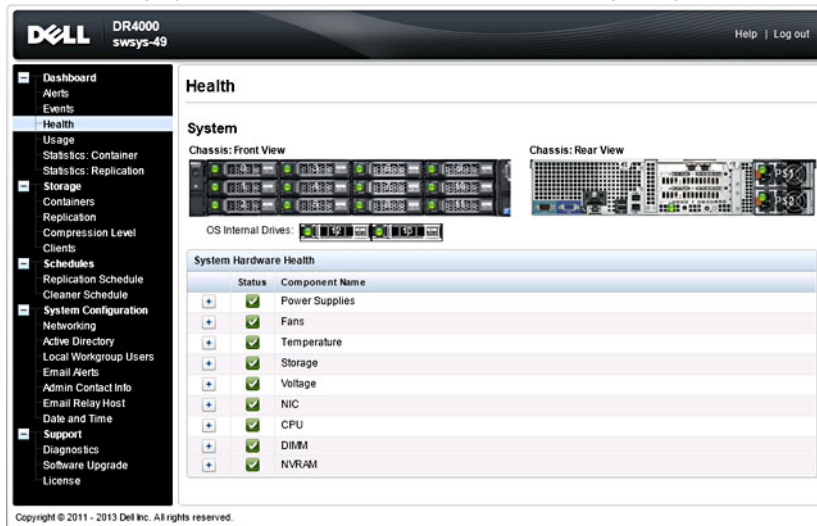 DELL
DR4000
swsys-49
Help | Log out
Dashboard
Alerts
Events
Health
Usage
Statistics: Container
Statistics: Replication
Storage
Containers
Replication
Compression Level
Clients
Schedules
Replication Schedule
Cleaner Schedule
System Configuration
Networking
Active Directory
Local Workgroup Users
Email Alerts
Admin Contact Info
Email Relay Host
Date and Time
Support
Diagnostics
Software Upgrade
License
Health
System
Chassis: Front View
Chassis: Rear View
PS1
PS2
OS Internal Drives:
12
13
System Hardware Health
Status Component Name
Power Supplies
Fans
Temperature
Storage
Voltage
NIC
CPU
DIMM
NVRAM
Copyright © 2011 - 2013 Dell Inc. All rights reserved.